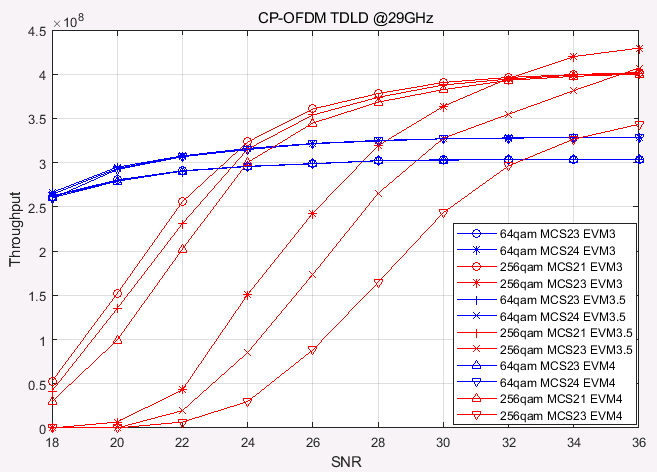 CP-OFDM TDLD @29GHz
×10⁸
4.5
4
3.5
3
2.5
2
1.5
1
0.5
0
Throughput
18 20 22 24 26 28 30 32 34 36
SNR
64qam MCS23 EVM3
64qam MCS24 EVM3
256qam MCS21 EVM3
256qam MCS23 EVM3
64qam MCS23 EVM3.5
64qam MCS24 EVM3.5
256qam MCS21 EVM3.5
256qam MCS23 EVM3.5
64qam MCS23 EVM4
64qam MCS24 EVM4
256qam MCS21 EVM4
256qam MCS23 EVM4